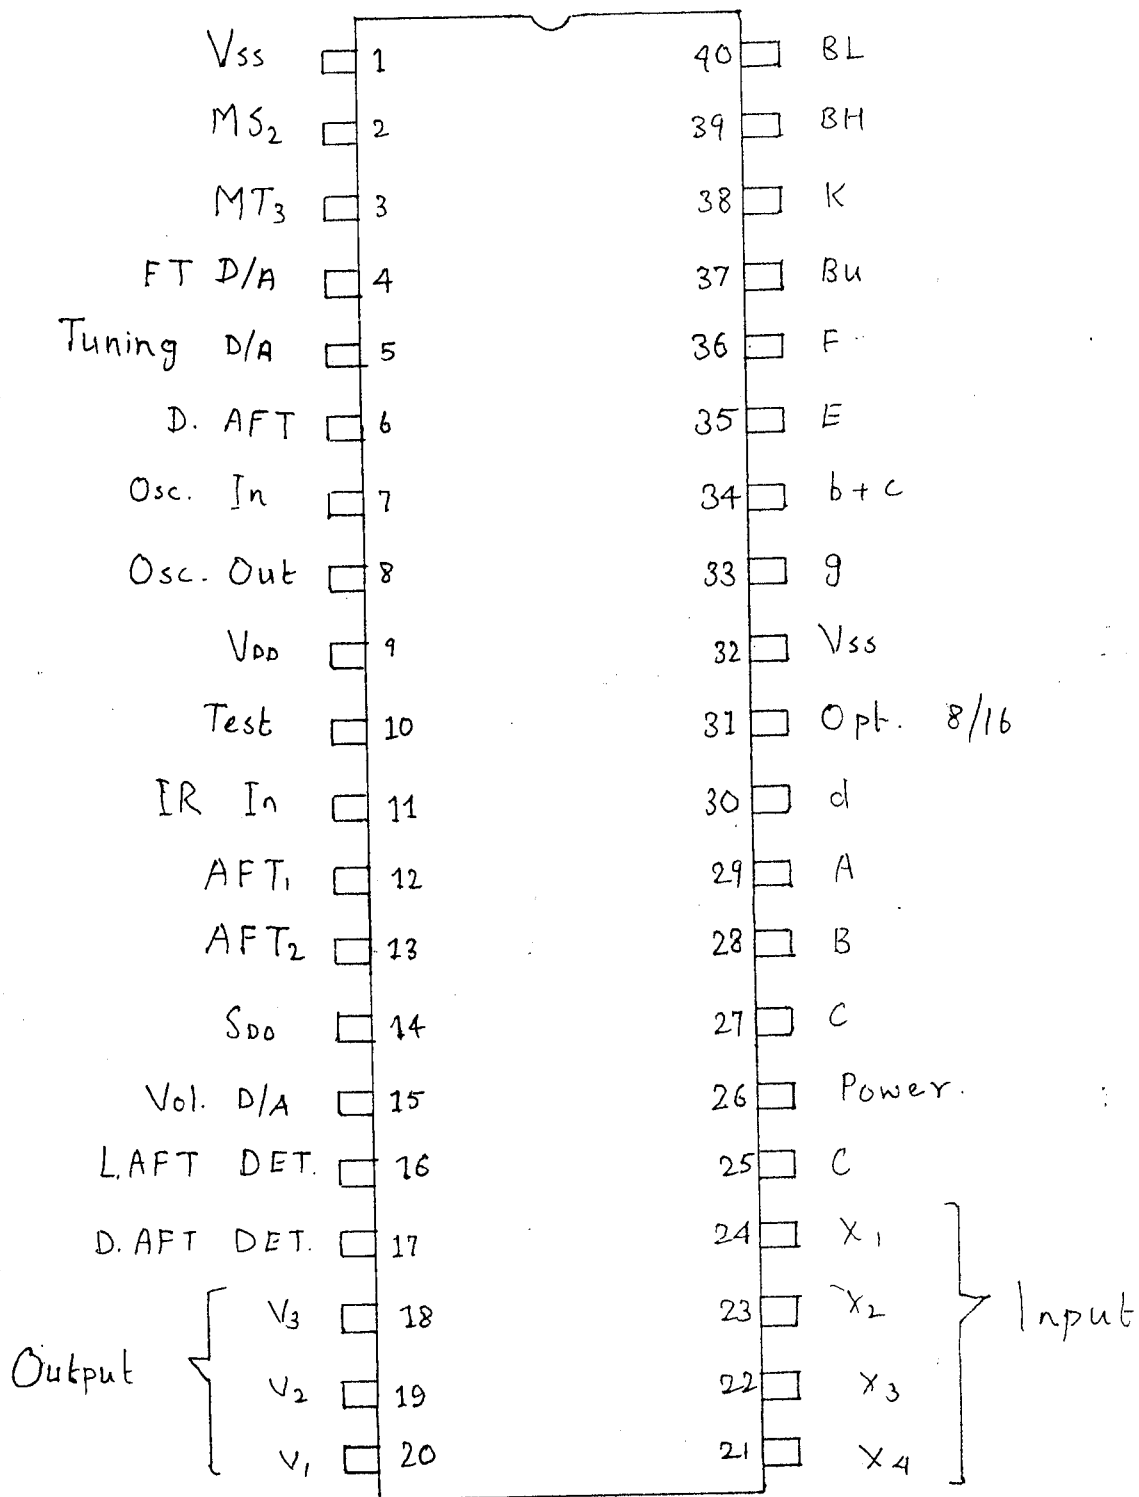 Vss 1 40 BL
MS2 2 39 BH
MT3 3 38 K
FT D/A 4 37 Bu
Tuning D/A 5 36 F
D. AFT 6 35 E
Osc. In 7 34 b + c
Osc. Out 8 33 g
VDD 9 32 Vss
Test 10 31 Opt. 8/16
IR In 11 30 d
AFT1 12 29 A
AFT2 13 28 B
SDO 14 27 C
Vol. D/A 15 26 Power.
L.AFT DET. 16 25 C
D.AFT DET. 17 24 X1
V3 18 23 X2
Output Input
V2 19 22 X3
V1 20 21 X4